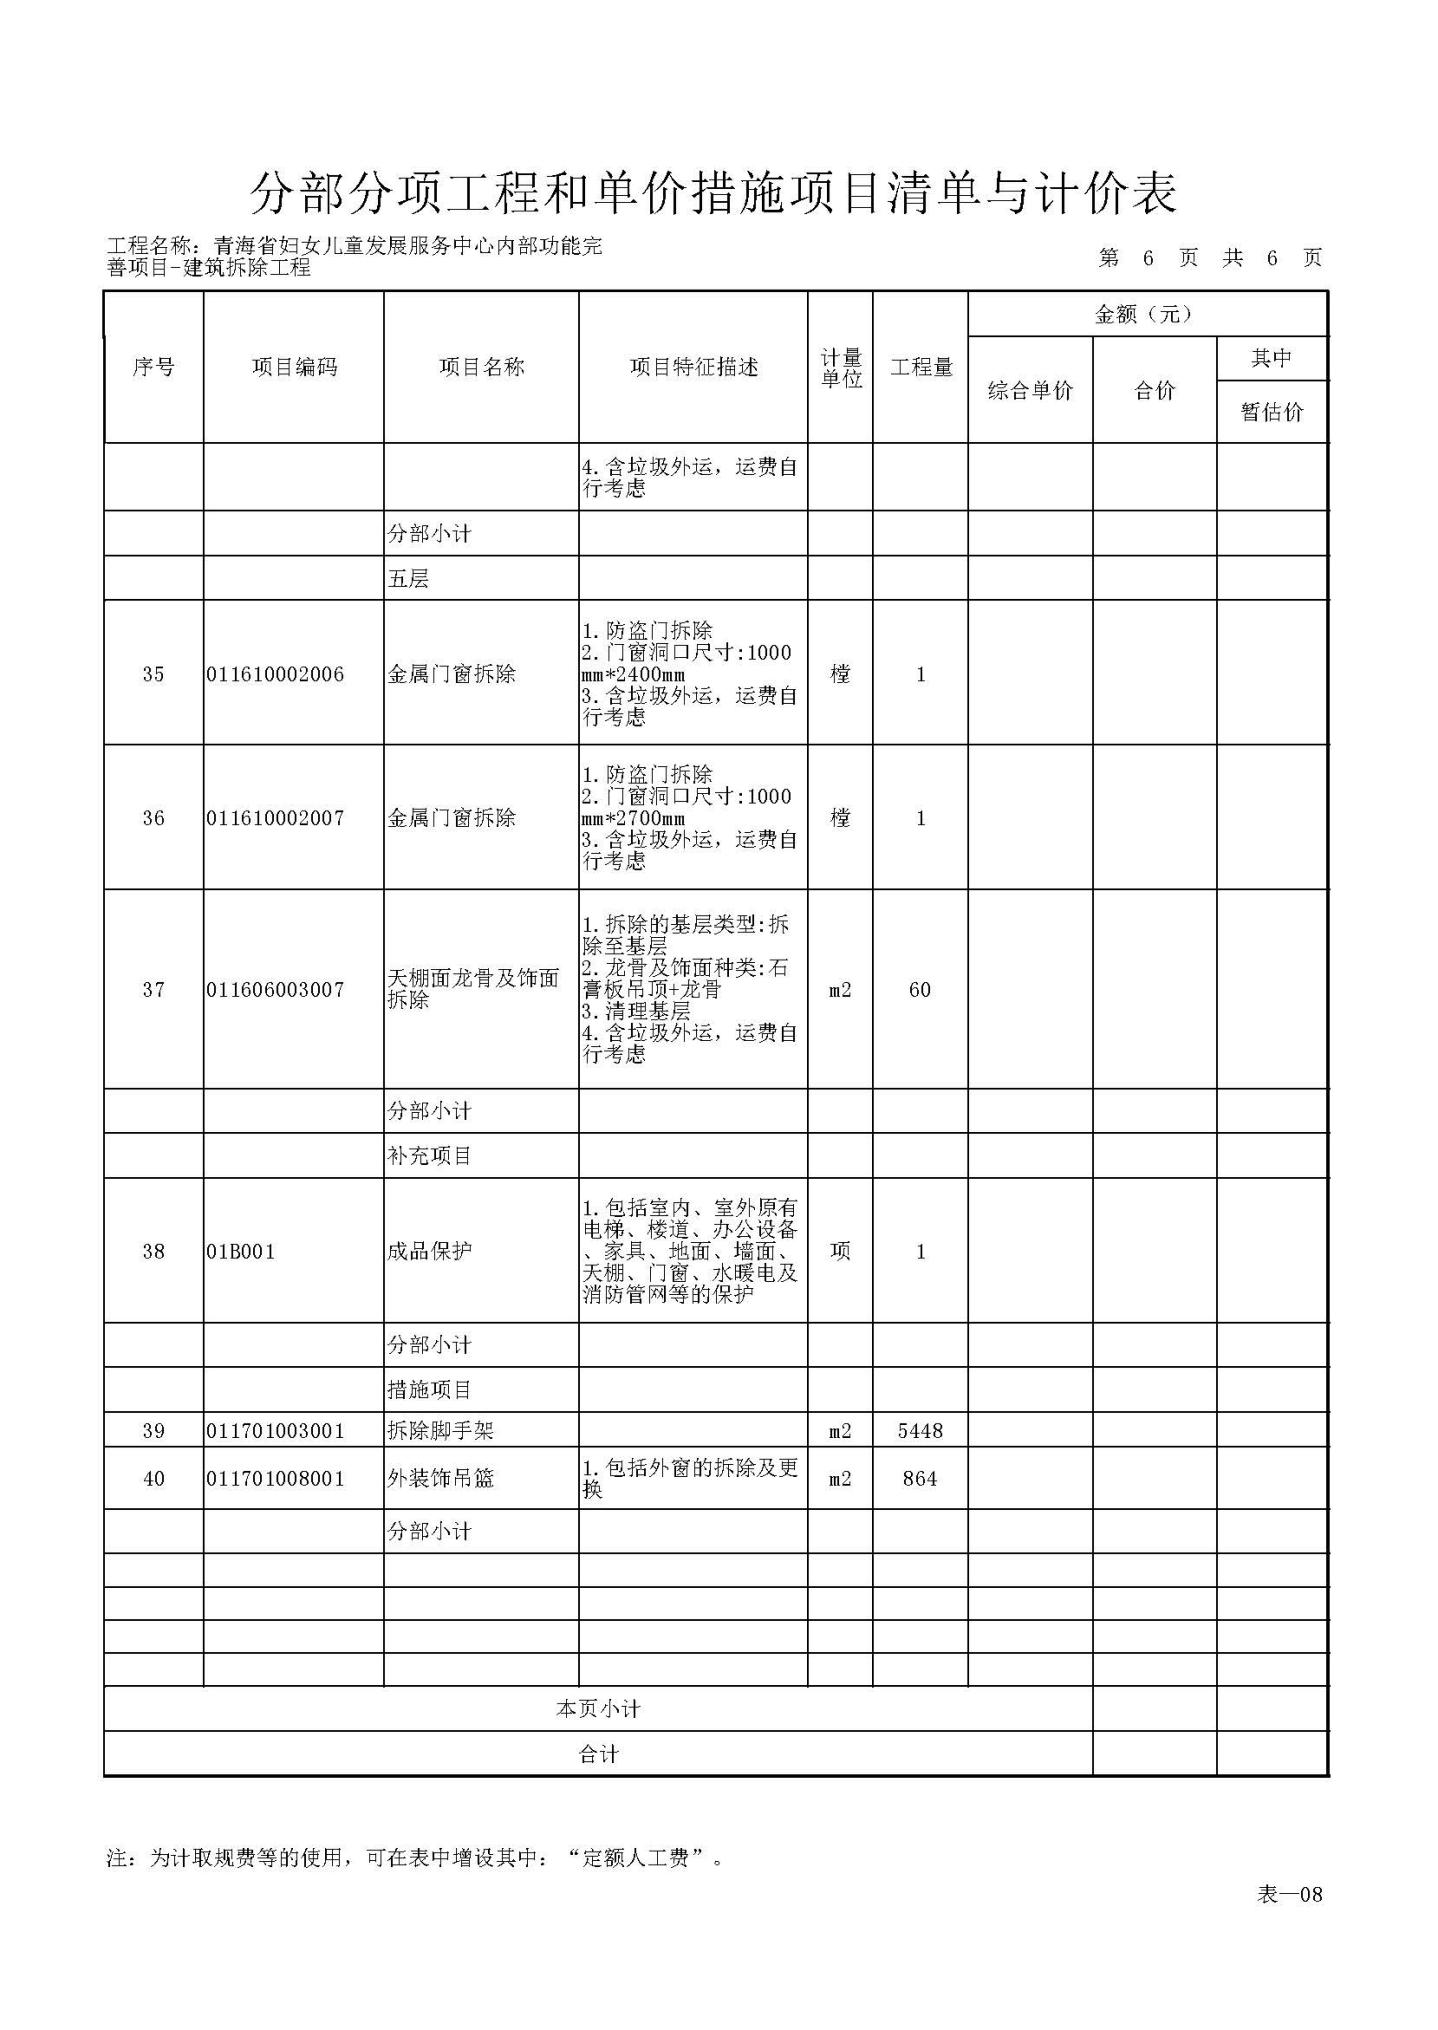 分部分项工程和单价措施项目清单与计价表
工程名称：青海省妇女儿童发展服务中心内部功能完
善项目-建筑拆除工程
第 6 页 共 6 页
序号 项目编码 项目名称 项目特征描述 计量 工程量 金额（元）
单位
综合单价 合价 其中
暂估价
4.含垃圾外运，运费自
行考虑
分部小计
五层
35 011610002006 金属门窗拆除 1.防盗门拆除
2.门窗洞口尺寸:1000
mm*2400mm
3.含垃圾外运，运费自
行考虑
樘 1
36 011610002007 金属门窗拆除 1.防盗门拆除
2.门窗洞口尺寸:1000
mm*2700mm
3.含垃圾外运，运费自
行考虑
樘 1
37 011606003007 天棚面龙骨及饰面
拆除
1.拆除的基层类型:拆
除至基层
2.龙骨及饰面种类:石
膏板吊顶+龙骨
3.清理基层
4.含垃圾外运，运费自
行考虑
m2 60
分部小计
补充项目
38 01B001 成品保护 1.包括室内、室外原有
电梯、楼道、办公设备
、家具、地面、墙面、
天棚、门窗、水暖电及
消防管网等的保护
项 1
分部小计
措施项目
39 011701003001 拆除脚手架 m2 5448
40 011701008001 外装饰吊篮 1.包括外窗的拆除及更
换
m2 864
分部小计
本页小计
合计
注：为计取规费等的使用，可在表中增设其中：“定额人工费”。
表—08